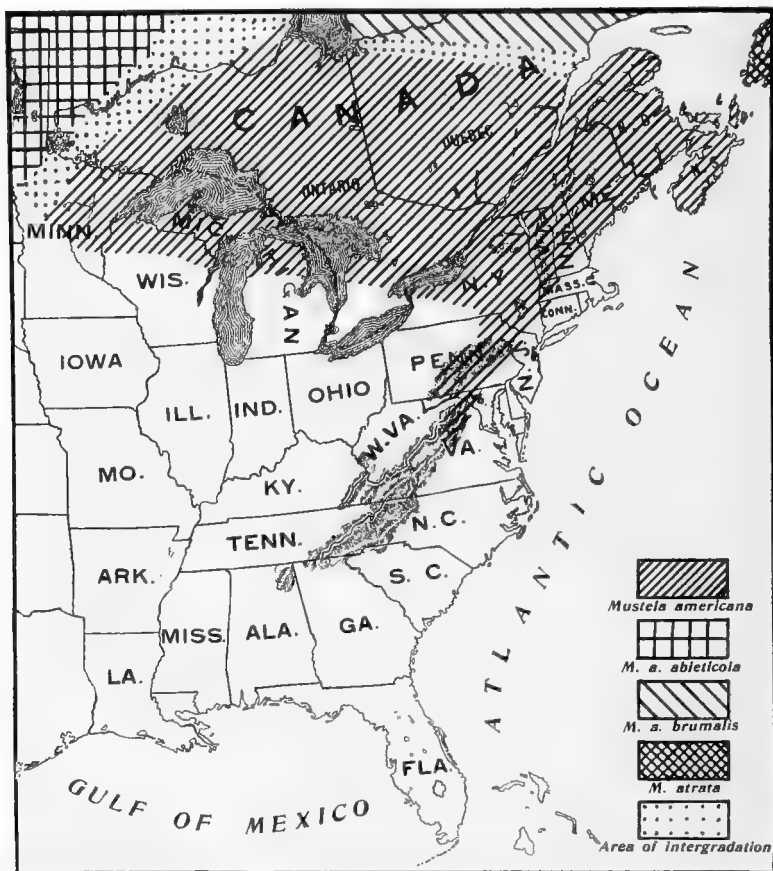 CANADA
QUEBEC
ONTARIO
N.B.
N.S.
ME.
MINN.
MICHIGAN
WIS.
N.Y.
MASS.
CONN.
IOWA
PENN.
N.J.
ILL.
IND.
OHIO
W.VA.
VA.
MO.
KY.
TENN.
N.C.
ARK.
S. C.
MISS.
ALA.
GA.
LA.
FLA.
GULF OF MEXICO
ATLANTIC OCEAN
Mustela americana
M. a. abieticola
M. a. brumalis
M. atrata
Area of intergradation